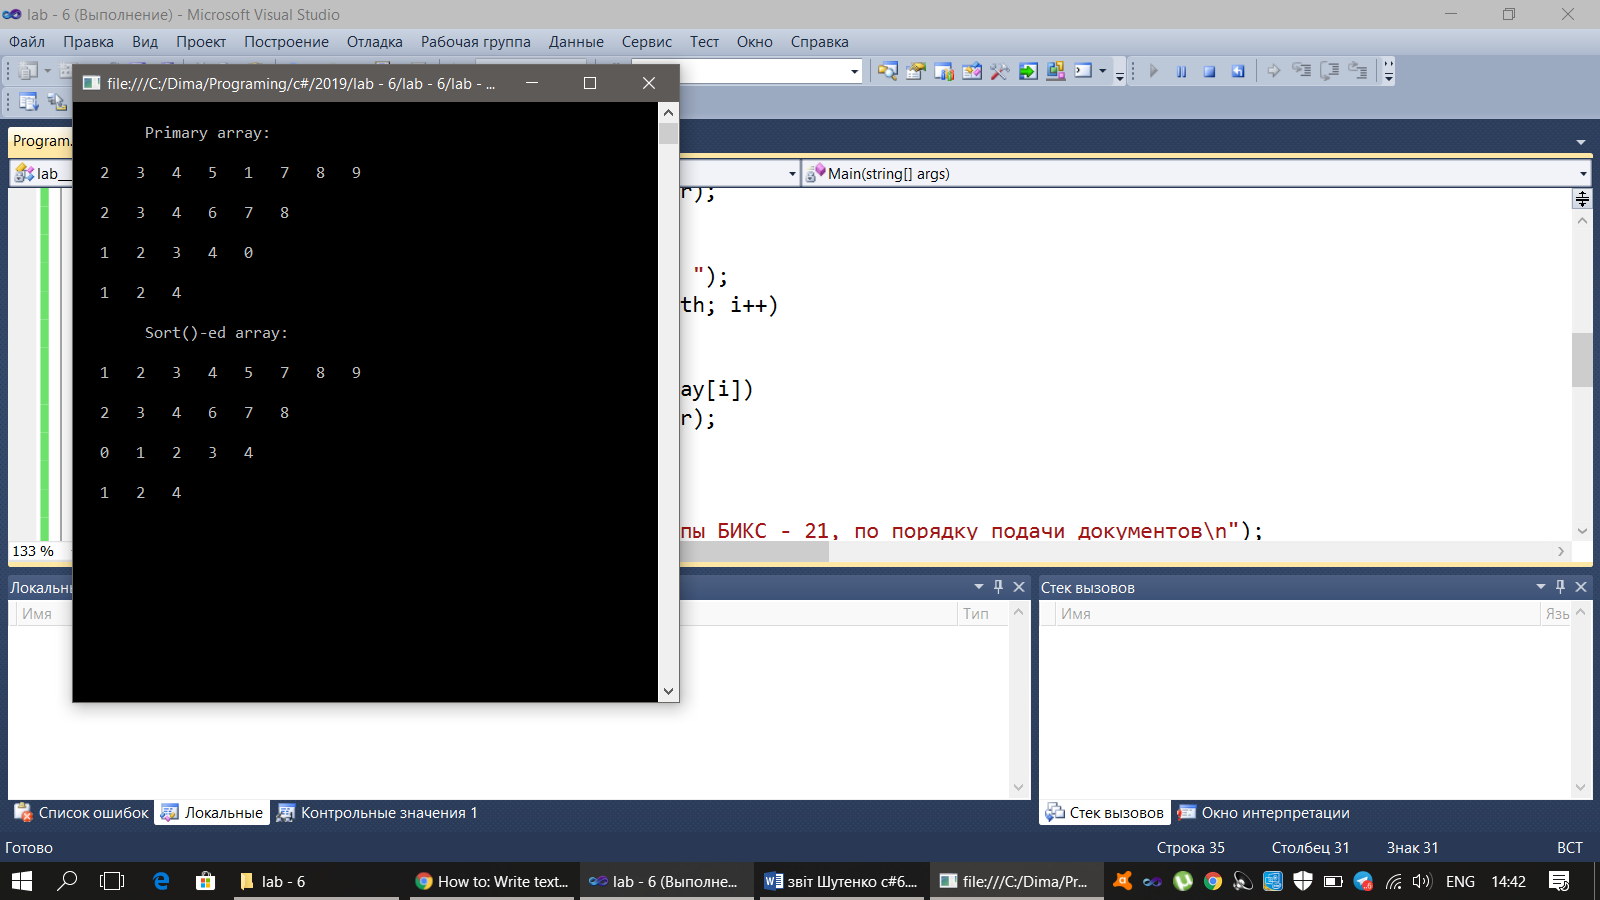 lab - 6 (Выполнение) - Microsoft Visual Studio
Файл Правка Вид Проект Построение Отладка Рабочая группа Данные Сервис Тест Окно Справка
file:///C:/Dima/Programing/c#/2019/lab - 6/lab - 6/lab - ...
Primary array:
2 3 4 5 1 7 8 9
2 3 4 6 7 8
1 2 3 4 0
1 2 4
Sort()-ed array:
1 2 3 4 5 7 8 9
2 3 4 6 7 8
0 1 2 3 4
1 2 4
Program.
lab__
Main(string[] args)
r);
");
th; i++)
ay[i])
r);
пы БИКС - 21, по порядку подачи документов\n");
133 %
Локальн
Имя Тип
Стек вызовов
Имя Язы
Список ошибок Локальные Контрольные значения 1
Стек вызовов Окно интерпретации
Готово Строка 35 Столбец 31 Знак 31 ВСТ
lab - 6 How to: Write text... lab - 6 (Выполне... звіт Шутенко c#6.... file:///C:/Dima/Pr... ENG 14:42